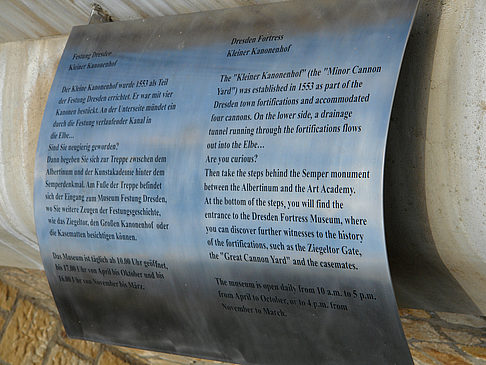 Festung Dresden
Kleiner Kanonenhof
Der Kleine Kanonenhof wurde 1553 als Teil
der Festung Dresden errichtet. Er war mit vier
Kanonen bestückt. An der Unterseite mündet ein
durch die Festung verlaufender Kanal in
die Elbe...
Sind Sie neugierig geworden?
Dann begeben Sie sich zur Treppe zwischen dem
Albertinum und der Kunstakademie hinter dem
Semperdenkmal. Am Fuße der Treppe befindet
sich der Eingang zum Museum Festung Dresden,
wo Sie weitere Zeugen der Festungsgeschichte,
wie das Ziegeltor, den Großen Kanonenhof oder
die Kasematten besichtigen können.
Das Museum ist täglich ab 10.00 Uhr geöffnet,
bis 17.00 Uhr von April bis Oktober und bis
16.00 Uhr von November bis März.
Dresden Fortress
Kleiner Kanonenhof
The "Kleiner Kanonenhof" (the "Minor Cannon
Yard") was established in 1553 as part of the
Dresden town fortifications and accommodated
four cannons. On the lower side, a drainage
tunnel running through the fortifications flows
out into the Elbe...
Are you curious?
Then take the steps behind the Semper monument
between the Albertinum and the Art Academy.
At the bottom of the steps, you will find the
entrance to the Dresden Fortress Museum, where
you can discover further witnesses to the history
of the fortifications, such as the Ziegeltor Gate,
the "Great Cannon Yard" and the casemates.
The museum is open daily from 10 a.m. to 5 p.m.
from April to October, or to 4 p.m. from
November to March.